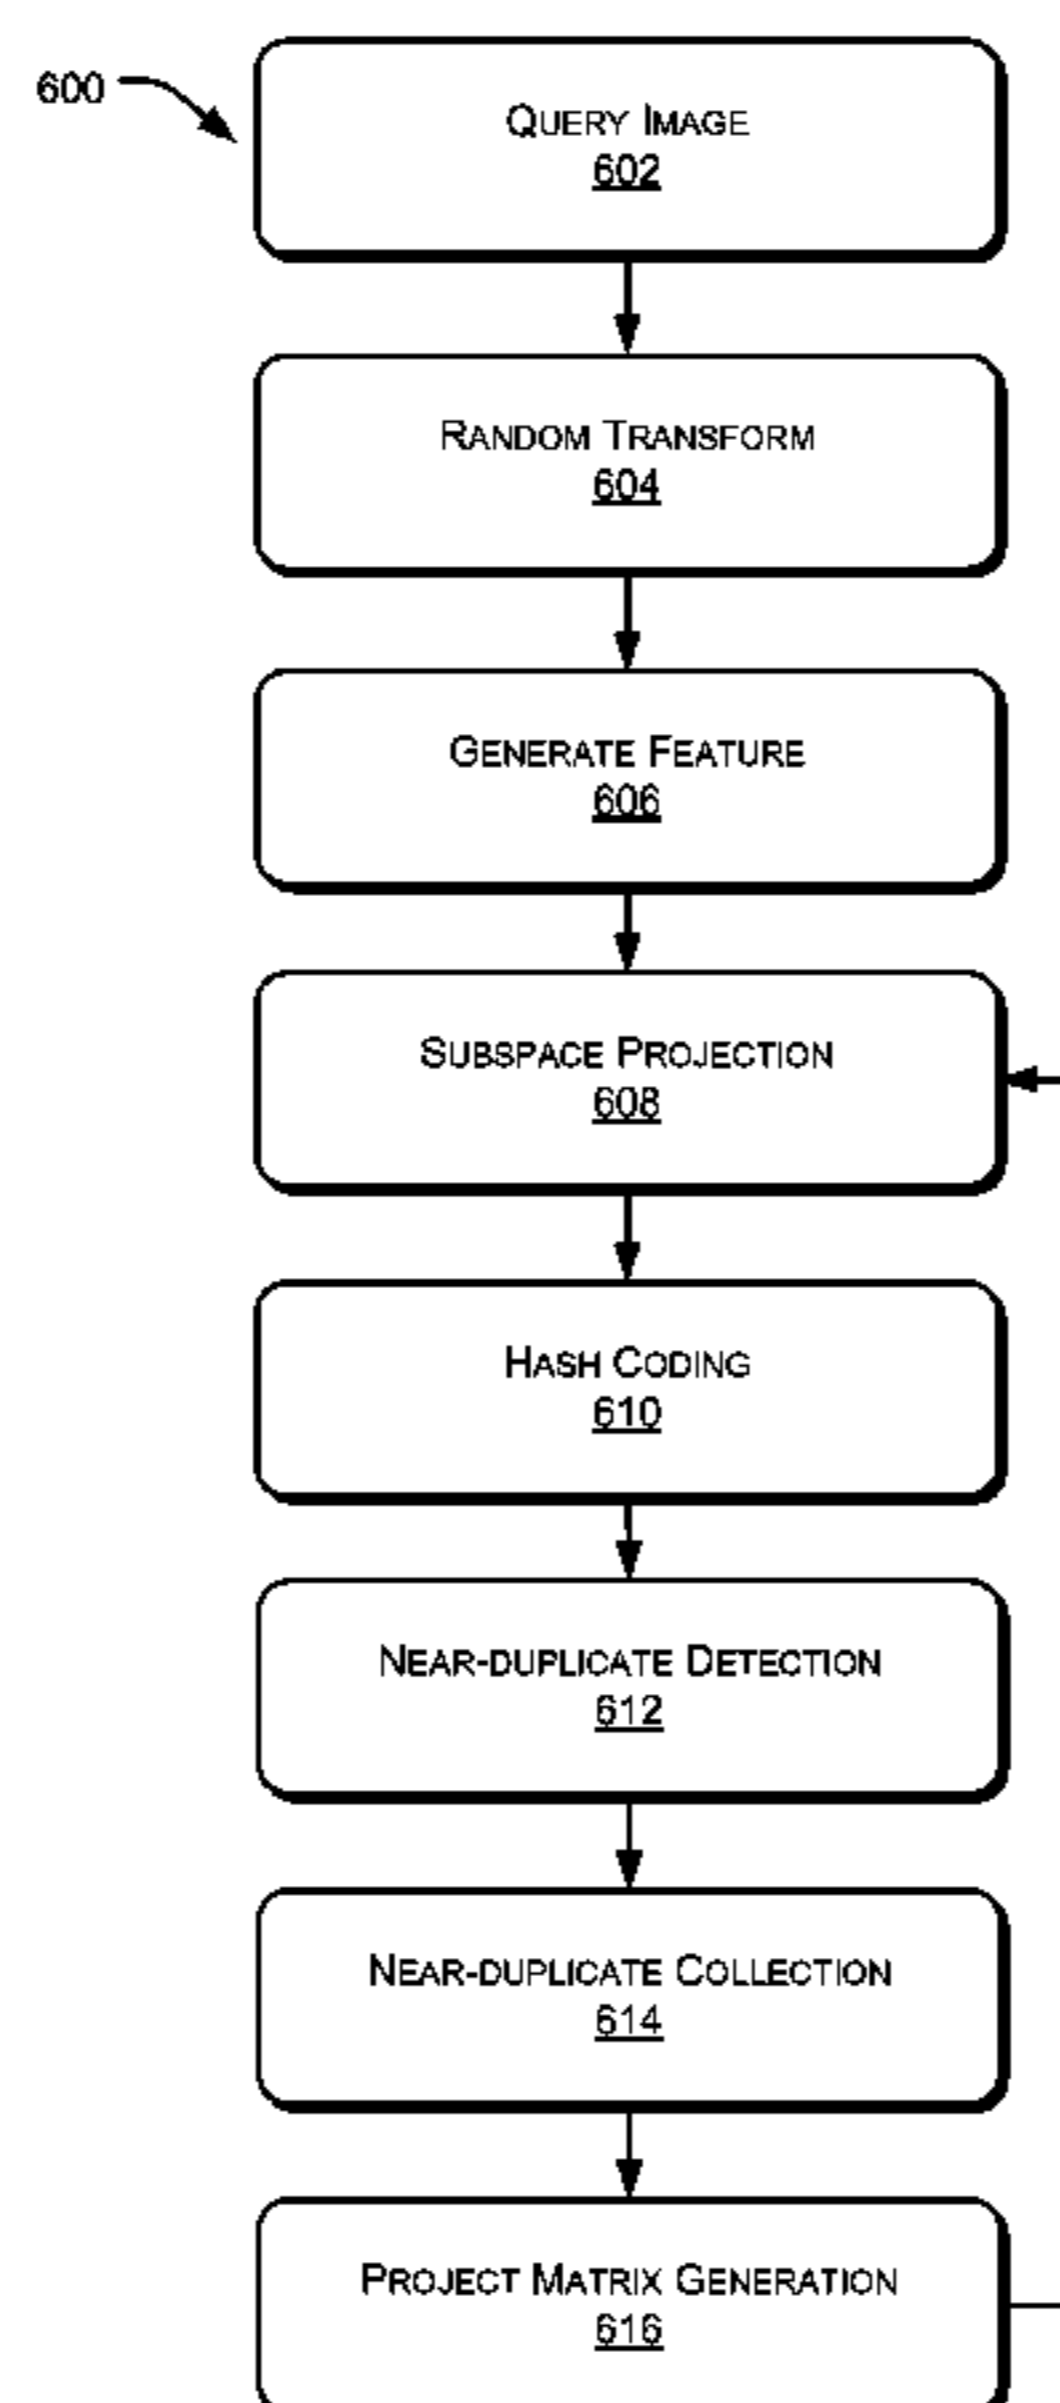 600
QUERY IMAGE
602
RANDOM TRANSFORM
604
GENERATE FEATURE
606
SUBSPACE PROJECTION
608
HASH CODING
610
NEAR-DUPLICATE DETECTION
612
NEAR-DUPLICATE COLLECTION
614
PROJECT MATRIX GENERATION
616